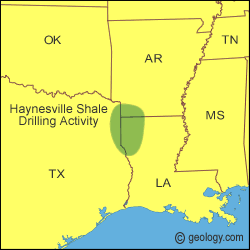 OK
TN
AR
Haynesville Shale
Drilling Activity
MS
TX
LA
© geology.com